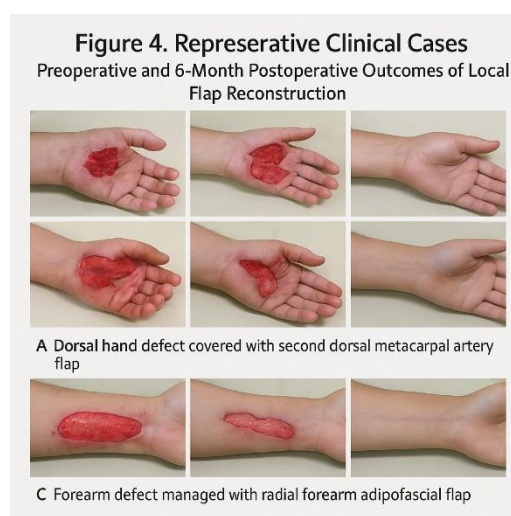 Figure 4. Represerative Clinical Cases
Preoperative and 6-Month Postoperative Outcomes of Local
Flap Reconstruction
A Dorsal hand defect covered with second dorsal metacarpal artery
flap
C Forearm defect managed with radial forearm adipofascial flap